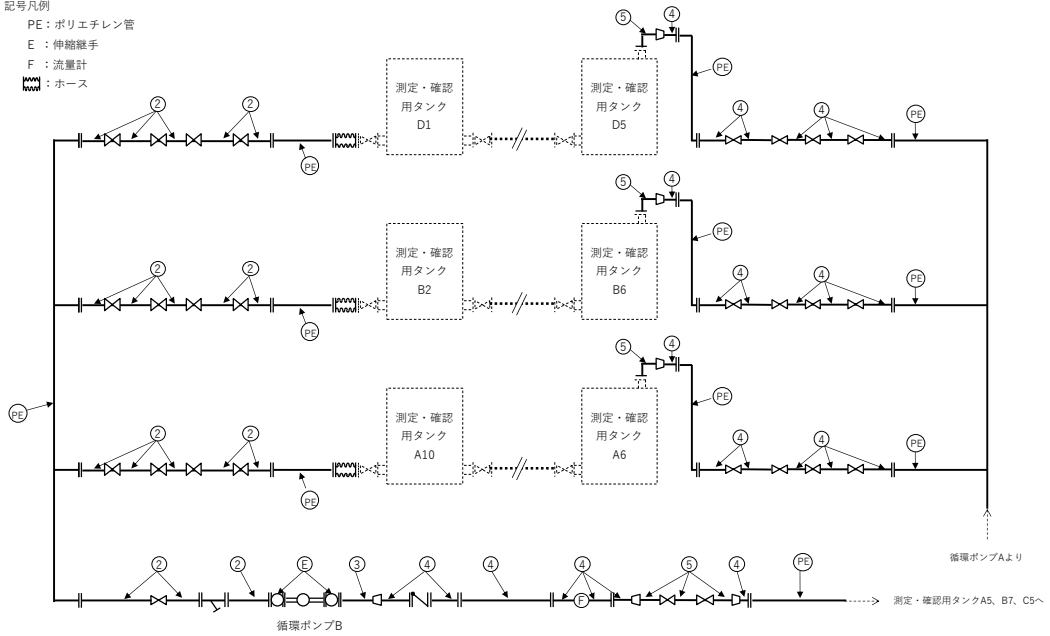 記号凡例
PE：ポリエチレン管
E ：伸縮継手
F ：流量計
：ホース
⑤ ④
測定・確認
用タンク
D1
測定・確認
用タンク
D5
PE
② ② ④ ④ PE
PE
⑤ ④
測定・確認
用タンク
B2
測定・確認
用タンク
B6
PE
② ② ④ ④ PE
PE
⑤ ④
測定・確認
用タンク
A10
測定・確認
用タンク
A6
PE
PE
② ② ④ ④ PE
PE
循環ポンプAより
② ② E ③ ④ ④ ④ ⑤ ④ PE
F
測定・確認用タンクA5、B7、C5へ
循環ポンプB